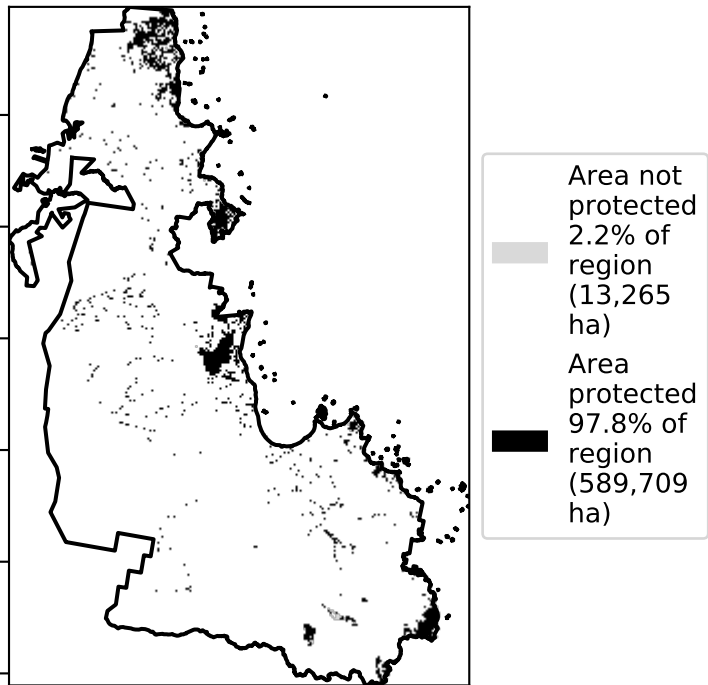 Area not
protected
2.2% of
region
(13,265
ha)
Area
protected
97.8% of
region
(589,709
ha)